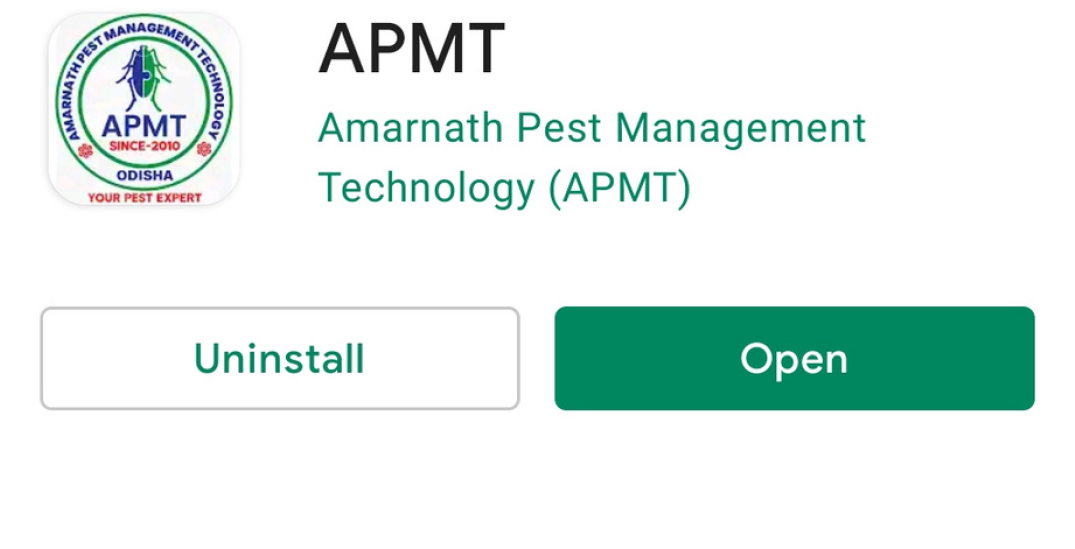 AMARNATH PEST MANAGEMENT TECHNOLOGY
APMT
SINCE-2010
ODISHA
YOUR PEST EXPERT
APMT
Amarnath Pest Management
Technology (APMT)
Uninstall
Open